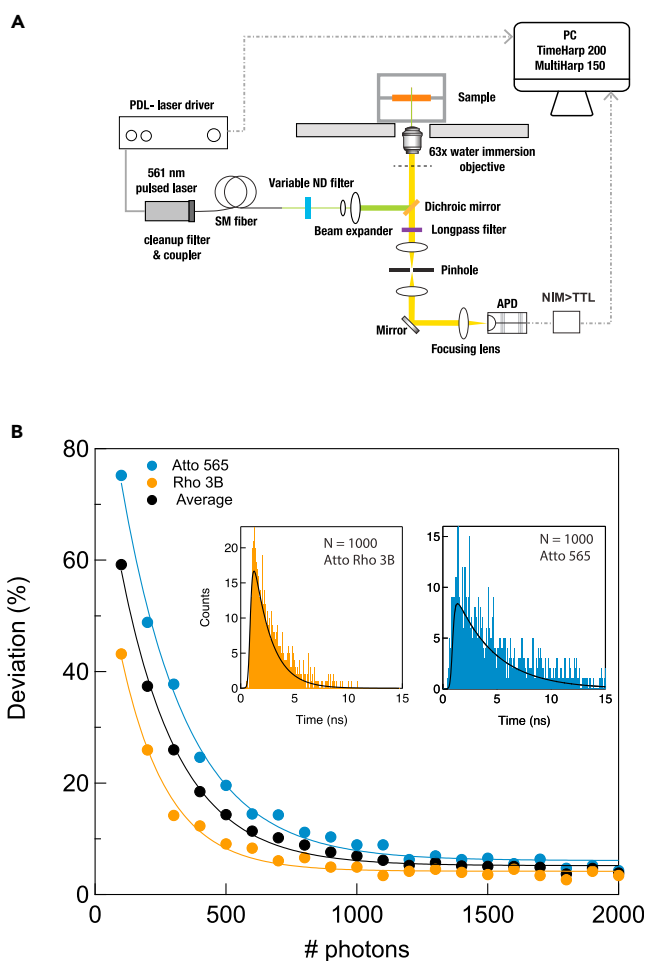 A
PC
TimeHarp 200
MultiHarp 150
PDL- laser driver
Sample
63x water immersion
objective
561 nm
pulsed laser
SM fiber
Variable ND filter
Dichroic mirror
Beam expander
Longpass filter
cleanup filter
& coupler
Pinhole
APD
NIM>TTL
Mirror
Focusing lens
B
80
60
40
20
0
Deviation (%)
Atto 565
Rho 3B
Average
N = 1000
Atto Rho 3B
20
15
10
5
0
Counts
0 5 10 15
Time (ns)
N = 1000
Atto 565
15
10
5
0
0 5 10 15
Time (ns)
0 500 1000 1500 2000
# photons